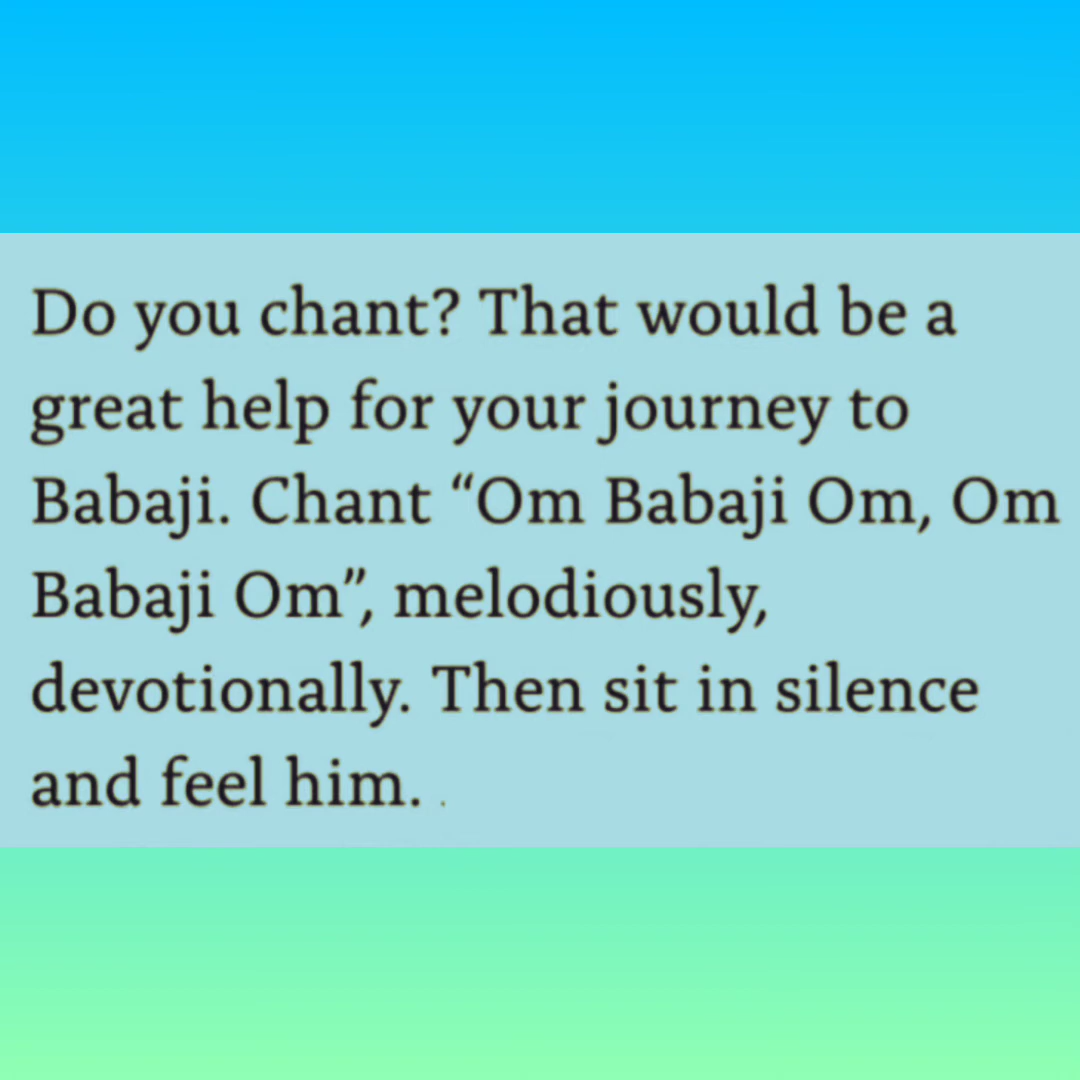 Do you chant? That would be a
great help for your journey to
Babaji. Chant “Om Babaji Om, Om
Babaji Om”, melodiously,
devotionally. Then sit in silence
and feel him. .